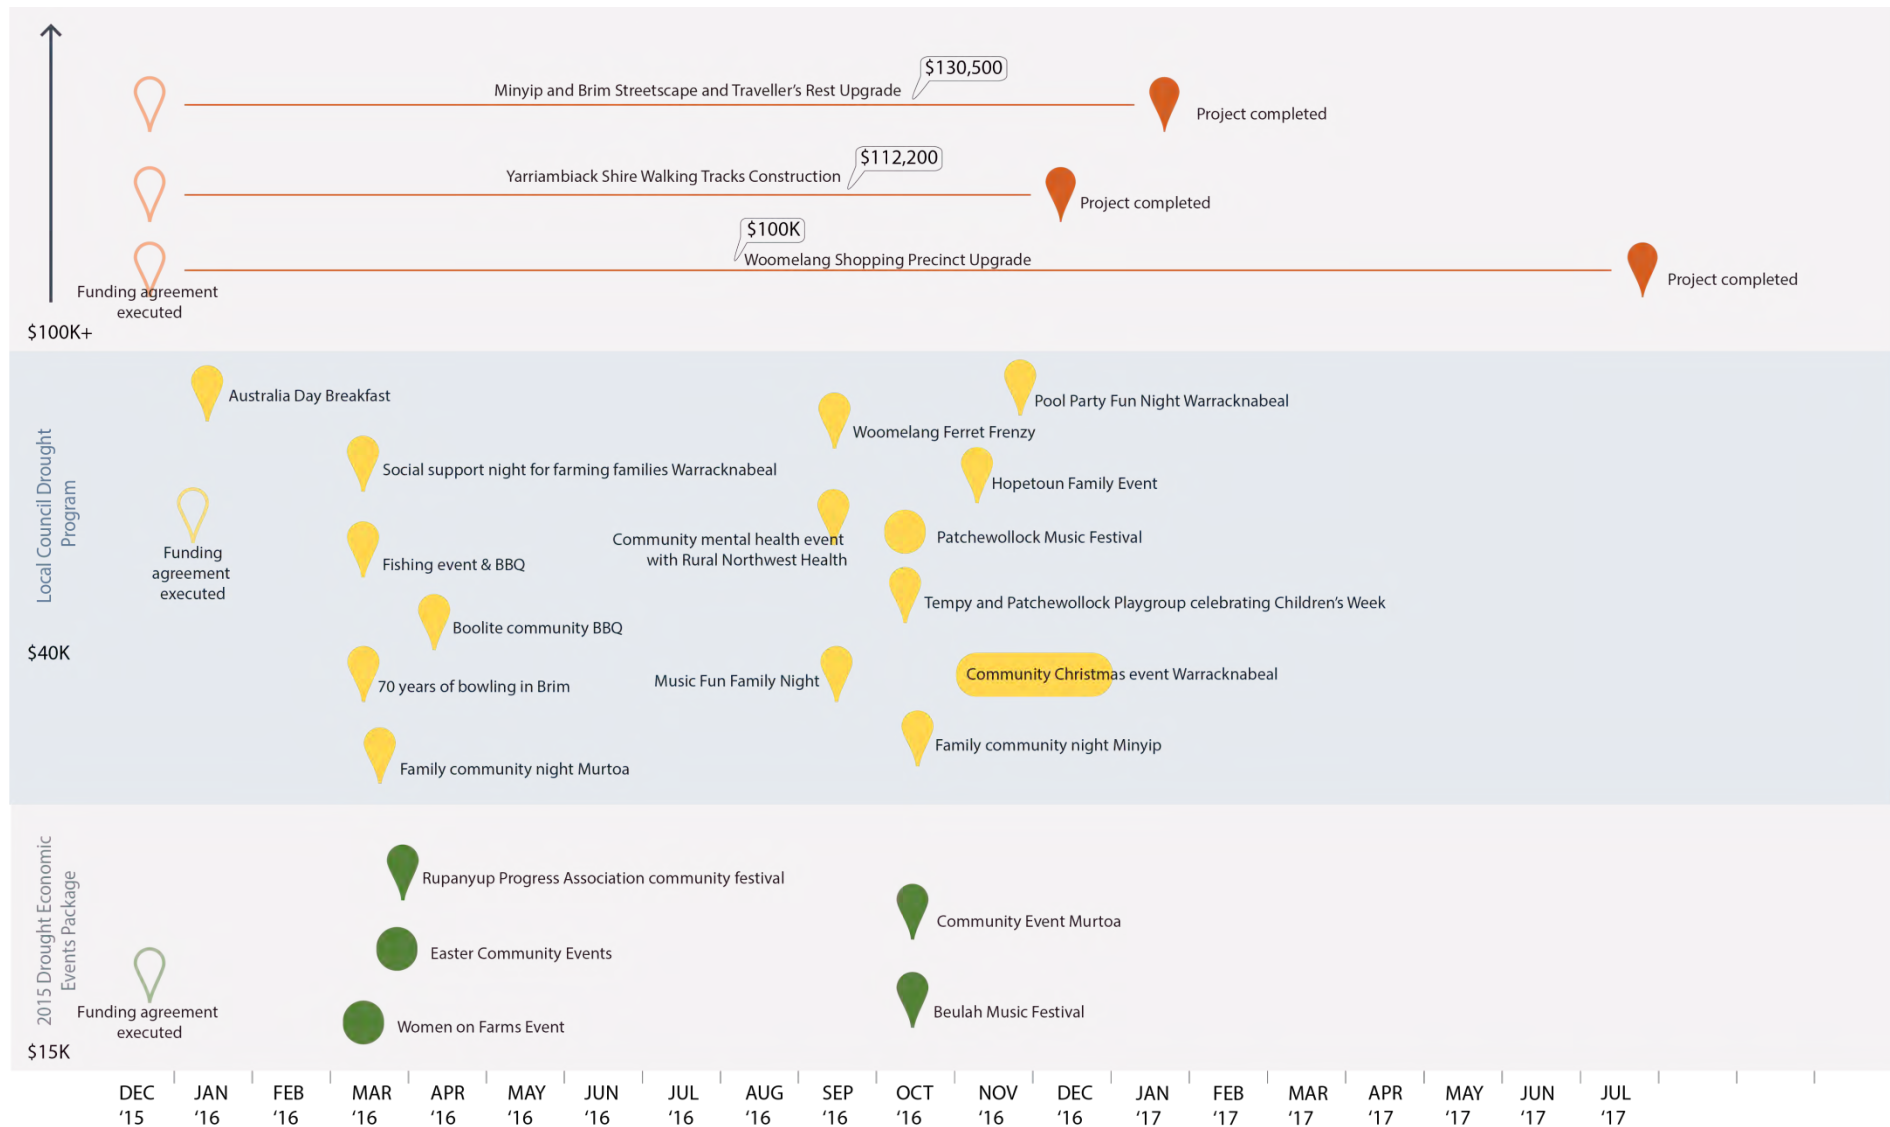 $130,500
Minyip and Brim Streetscape and Traveller’s Rest Upgrade
Project completed
$112,200
Yarriambiack Shire Walking Tracks Construction
Project completed
$100K
Woomelang Shopping Precinct Upgrade
Project completed
Funding agreement
executed
$100K+
Local Council Drought
Program
Australia Day Breakfast
Pool Party Fun Night Warracknabeal
Woomelang Ferret Frenzy
Social support night for farming families Warracknabeal
Hopetoun Family Event
Funding
agreement
executed
Community mental health event
with Rural Northwest Health
Patchewollock Music Festival
Fishing event & BBQ
Tempy and Patchewollock Playgroup celebrating Children’s Week
Boolite community BBQ
$40K
Music Fun Family Night
Community Christmas event Warracknabeal
70 years of bowling in Brim
Family community night Minyip
Family community night Murtoa
2015 Drought Economic
Events Package
Rupanyup Progress Association community festival
Community Event Murtoa
Easter Community Events
Funding agreement
executed
Beulah Music Festival
Women on Farms Event
$15K
DEC JAN FEB MAR APR MAY JUN JUL AUG SEP OCT NOV DEC JAN FEB MAR APR MAY JUN JUL
‘15 ‘16 ‘16 ‘16 ‘16 ‘16 ‘16 ‘16 ‘16 ‘16 ‘16 ‘16 ‘16 ‘17 ‘17 ‘17 ‘17 ‘17 ‘17 ‘17